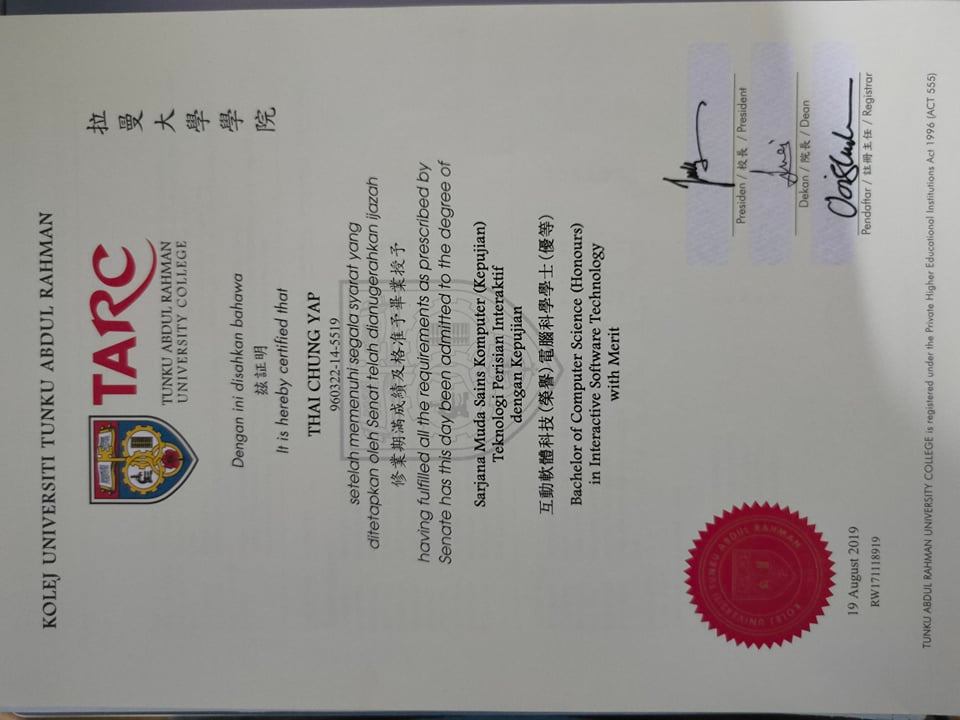 KOLEJ UNIVERSITI TUNKU ABDUL RAHMAN
拉曼大學學院
TARC
TUNKU ABDUL RAHMAN
UNIVERSITY COLLEGE
Dengan ini disahkan bahawa
茲証明
It is hereby certified that
THAI CHUNG YAP
960322-14-5519
setelah memenuhi segala syarat yang
ditetapkan oleh Senat telah dianugerahkan ijazah
修業期滿成績及格准予畢業授予
having fulfilled all the requirements as prescribed by
Senate has this day been admitted to the degree of
Sarjana Muda Sains Komputer (Kepujian)
Teknologi Perisian Interaktif
dengan Kepujian
互動軟體科技(榮譽)電腦科學學士(優等)
Bachelor of Computer Science (Honours)
in Interactive Software Technology
with Merit
Presiden / 校長 / President
Dekan / 院長 / Dean
Pendaftar / 註冊主任 / Registrar
KOLEJ UNIVERSITI TUNKU ABDUL RAHMAN
19 August 2019
RW171118919
TUNKU ABDUL RAHMAN UNIVERSITY COLLEGE is registered under the Private Higher Educational Institutions Act 1996 (ACT 555)